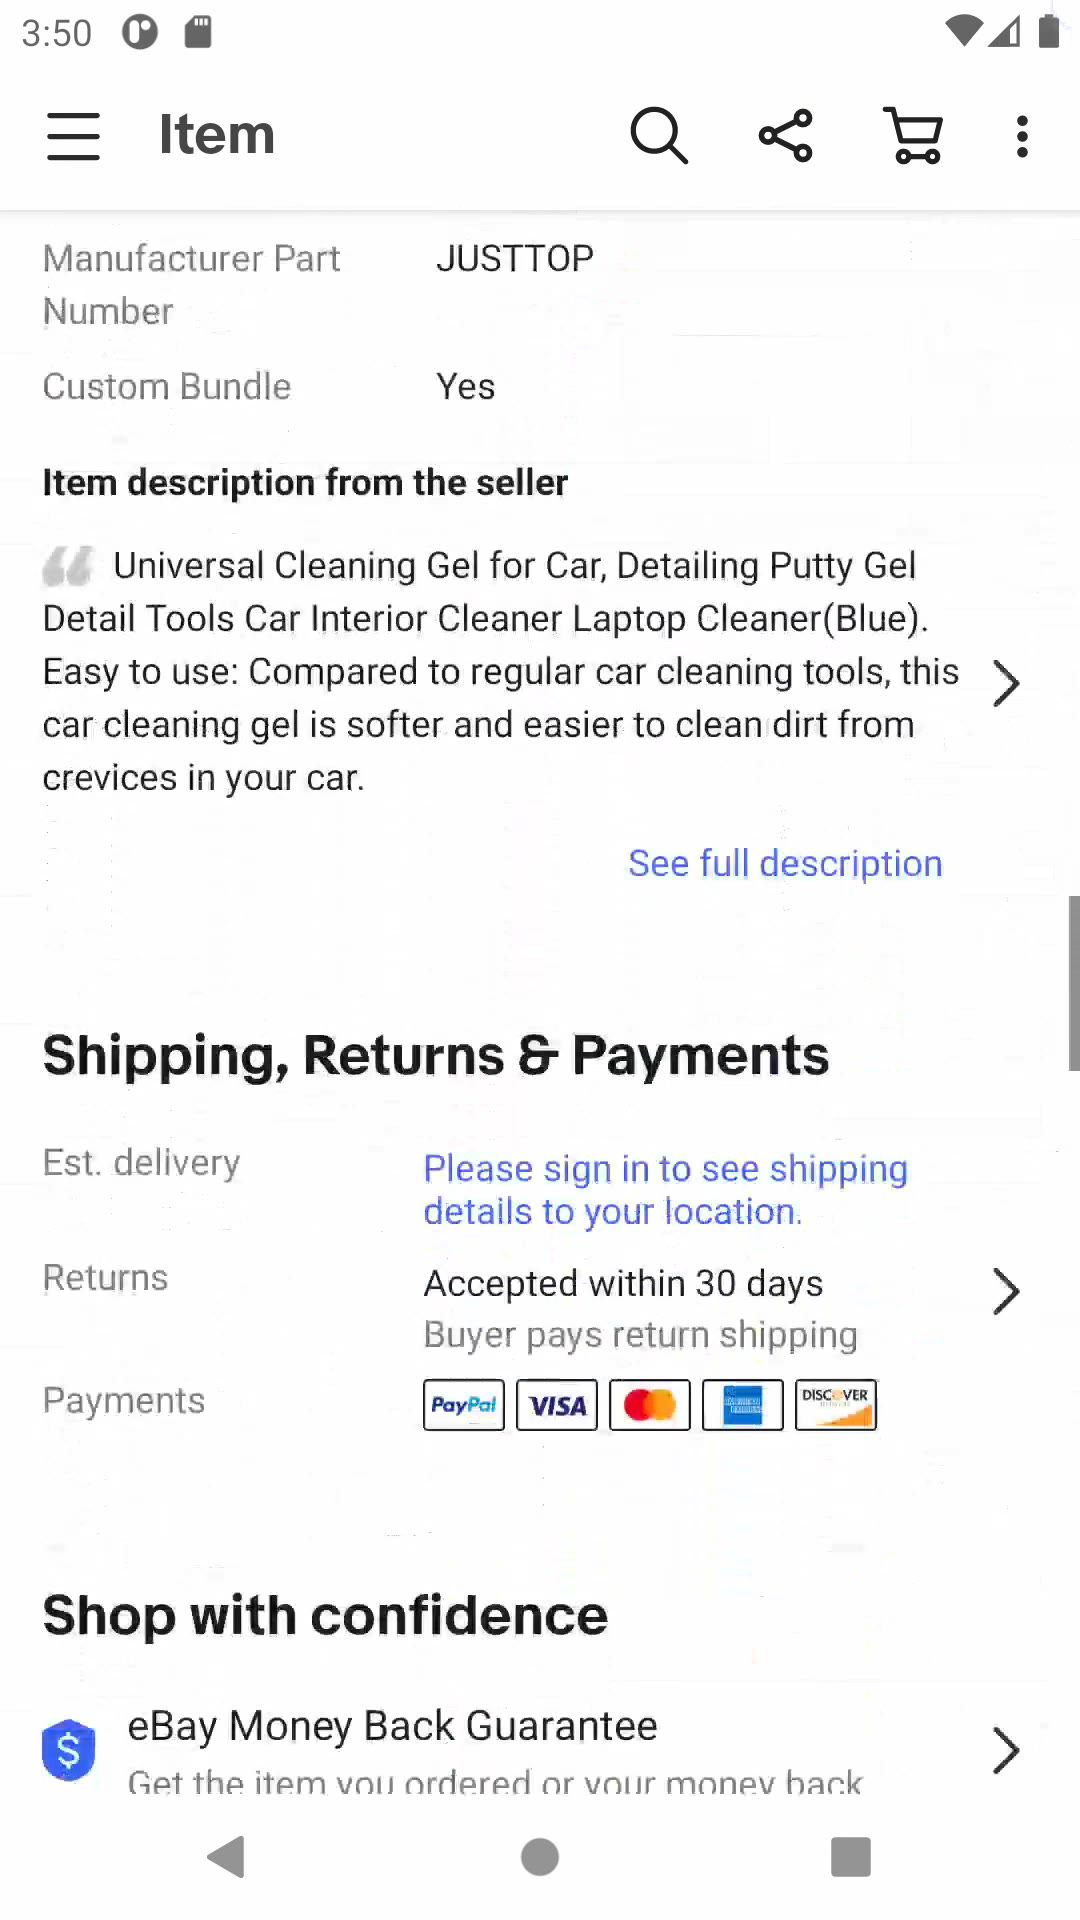 3:50
Item
Manufacturer Part
Number
JUSTTOP
Custom Bundle
Yes
Item description from the seller
Universal Cleaning Gel for Car, Detailing Putty Gel
Detail Tools Car Interior Cleaner Laptop Cleaner(Blue).
Easy to use: Compared to regular car cleaning tools, this
car cleaning gel is softer and easier to clean dirt from
crevices in your car.
See full description
Shipping, Returns & Payments
Est. delivery
Please sign in to see shipping
details to your location.
Returns
Accepted within 30 days
Buyer pays return shipping
Payments
PayPal VISA DISCOVER
Shop with confidence
eBay Money Back Guarantee
$
Get the item you ordered or your money back